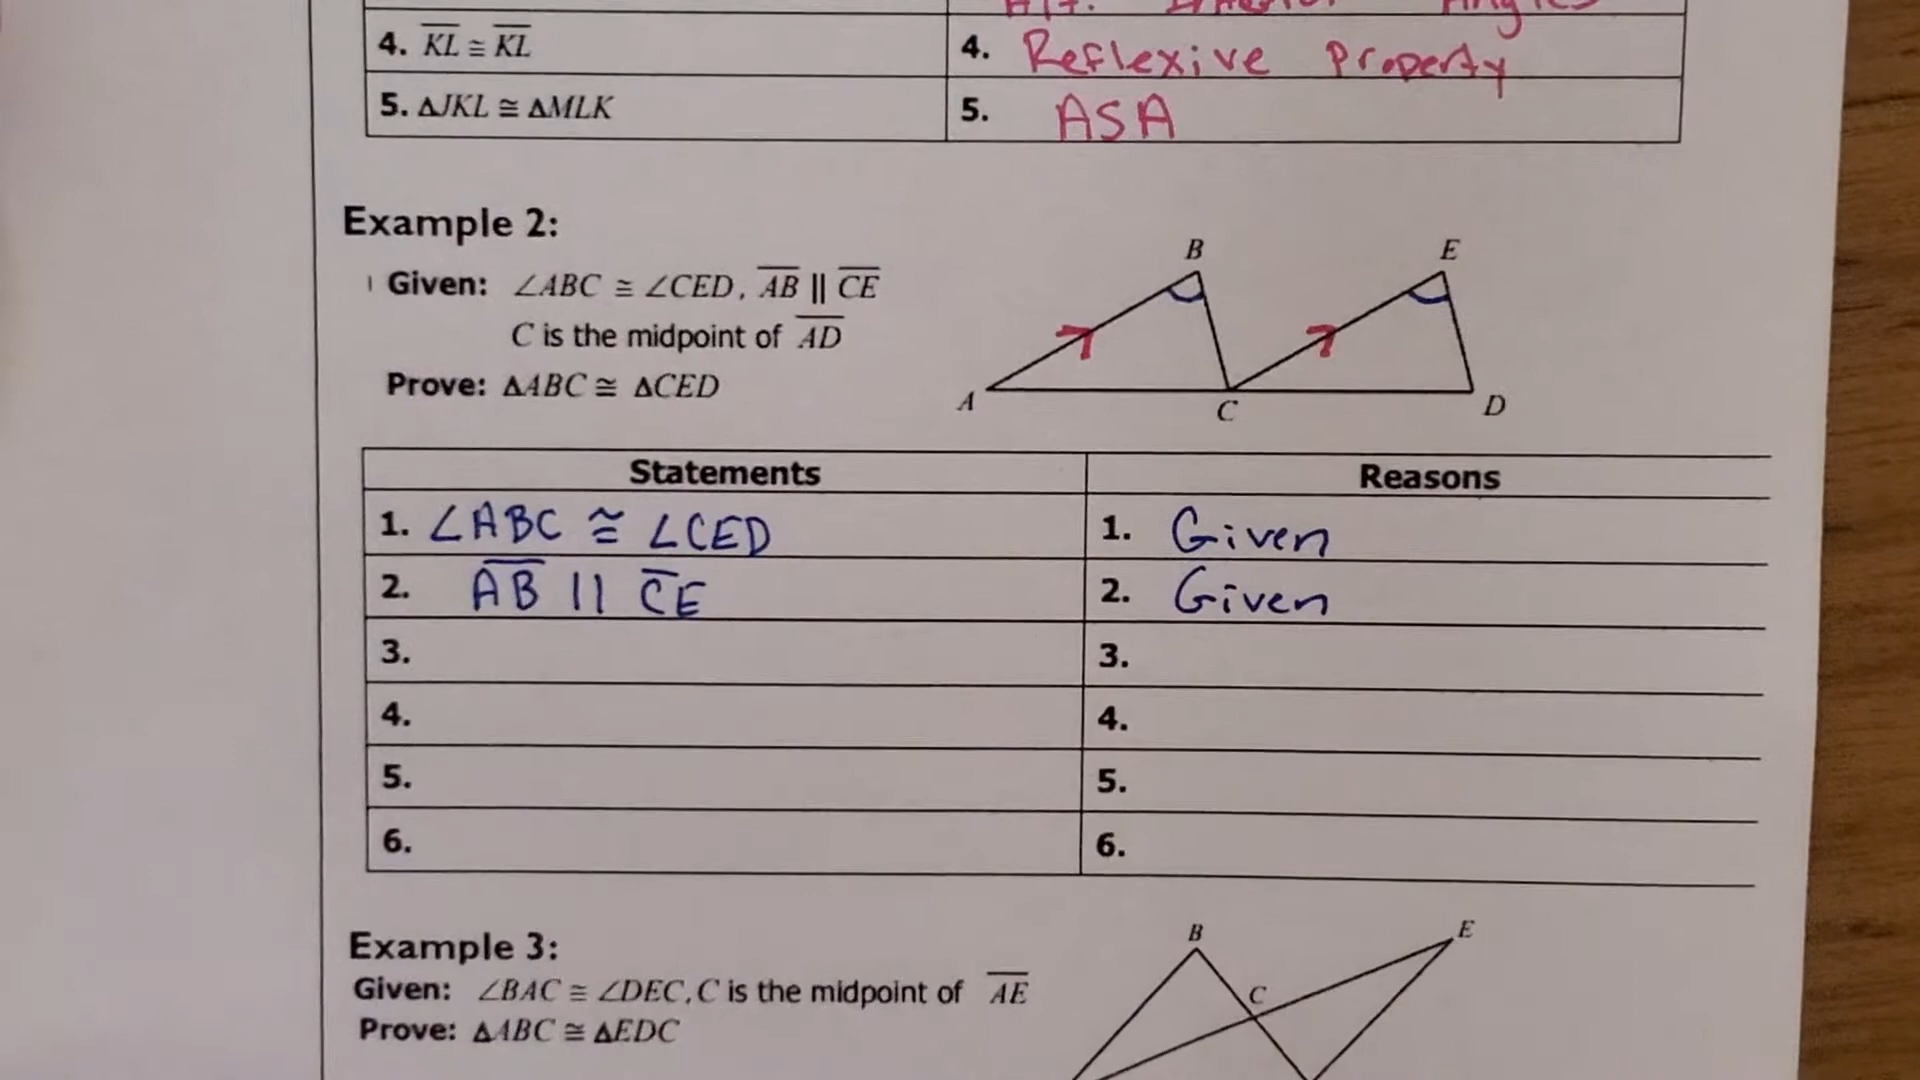 Angles
4. KL ≅ KL
4. Reflexive Property
5. ΔJKL ≅ ΔMLK
5. ASA
Example 2:
Given: ∠ABC ≅ ∠CED, AB || CE
C is the midpoint of AD
Prove: ΔABC ≅ ΔCED
B
E
A
C
D
Statements
Reasons
1. ∠ABC ≅ ∠CED
1. Given
2. AB || CE
2. Given
3.
3.
4.
4.
5.
5.
6.
6.
Example 3:
Given: ∠BAC ≅ ∠DEC, C is the midpoint of AE
Prove: ΔABC ≅ ΔEDC
B
E
C